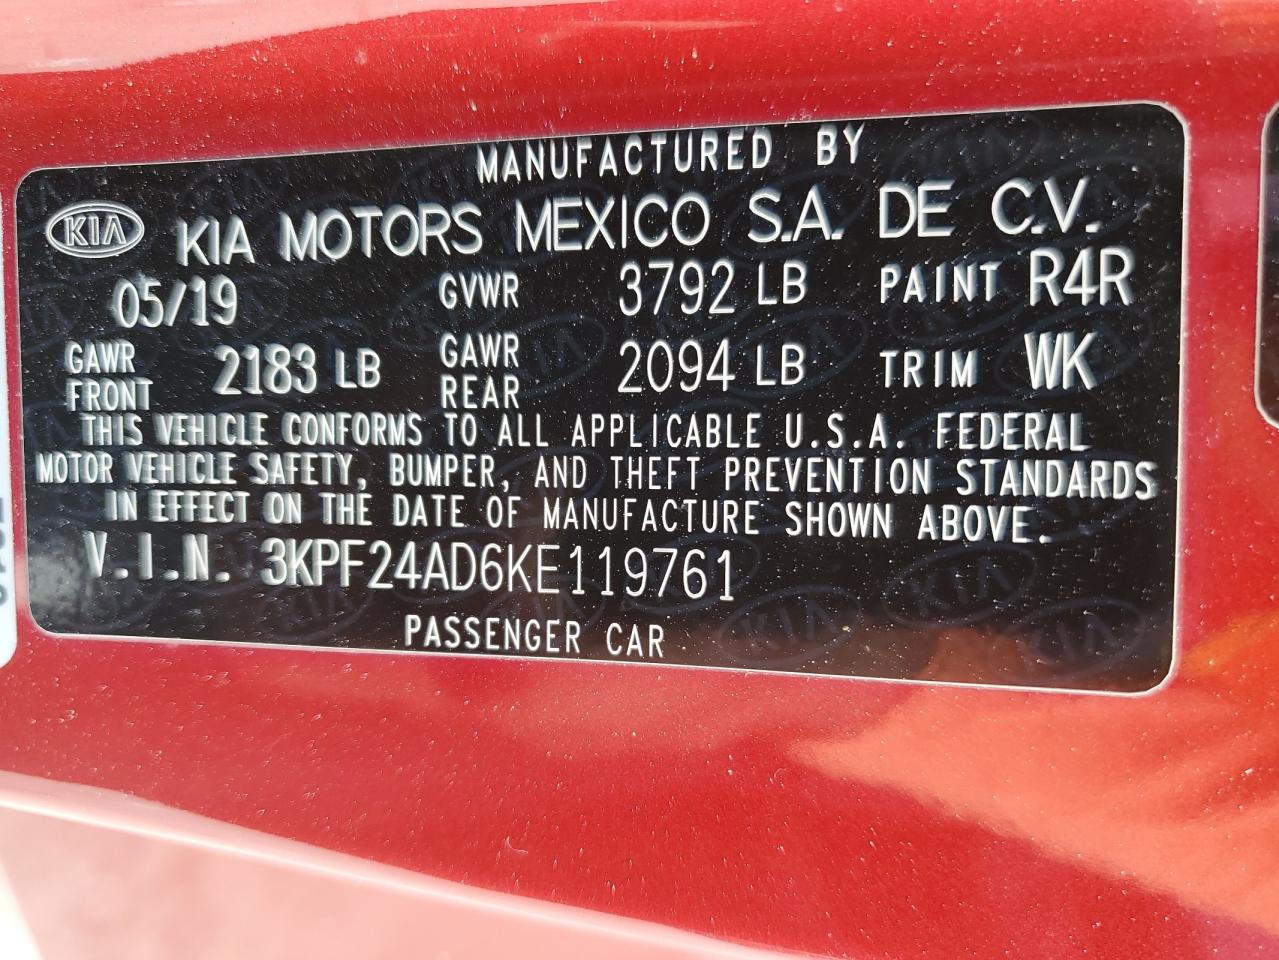 MANUFACTURED BY
KIA KIA MOTORS MEXICO S.A. DE C.V.
05/19 GVWR 3792 LB PAINT R4R
GAWR FRONT 2183 LB GAWR REAR 2094 LB TRIM WK
THIS VEHICLE CONFORMS TO ALL APPLICABLE U.S.A. FEDERAL
MOTOR VEHICLE SAFETY, BUMPER, AND THEFT PREVENTION STANDARDS
IN EFFECT ON THE DATE OF MANUFACTURE SHOWN ABOVE.
V.I.N. 3KPF24AD6KE119761
PASSENGER CAR